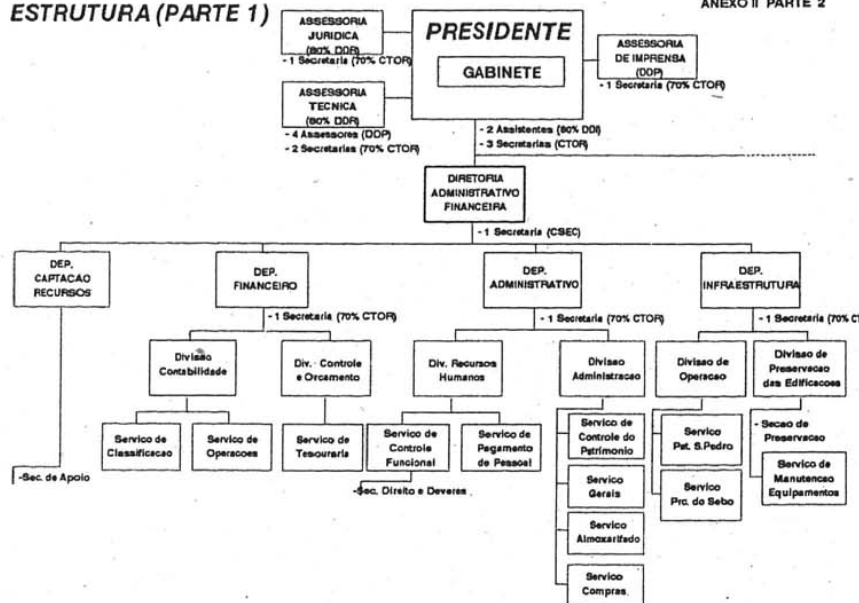 ESTRUTURA (PARTE 1)
ANEXO II PARTE 2
ASSESSORIA
JURIDICA
(80% DDR)
- 1 Secretaria (70% CTOR)
PRESIDENTE
GABINETE
ASSESSORIA
DE IMPRENSA
(DDP)
- 1 Secretaria (70% CTOR)
ASSESSORIA
TECNICA
(80% DDR)
- 4 Assessores (DDP)
- 2 Secretarias (70% CTOR)
- 2 Assistentes (80% DDI)
- 3 Secretarias (CTOR)
DIRETORIA
ADMINISTRATIVO
FINANCEIRA
- 1 Secretaria (CSEC)
DEP.
CAPTACAO
RECURSOS
DEP.
FINANCEIRO
DEP.
ADMINISTRATIVO
DEP.
INFRAESTRUTURA
- 1 Secretaria (70% CTOR)
- 1 Secretaria (70% CTOR)
- 1 Secretaria (70% CT
Divisao
Contabilidade
Div. Controle
e Orcamento
Div. Recursos
Humanos
Divisao
Administracao
Divisao de
Operacao
Divisao de
Preservacao
das Edificacoes
Servico de
Classificacao
Servico de
Operacoes
Servico de
Tesouraria
Servico de
Controle
Funcional
Servico de
Pagamento
de Pessoal
Servico de
Controle do
Patrimonio
Servico
Pat. S.Pedro
- Secao de
Preservacao
-Sec. de Apoio
-Sec. Direito e Deveres
Servico
Gerais
Servico
Prc. do Sebo
Servico de
Manutencao
Equipamentos
Servico
Almoxarifado
Servico
Compras